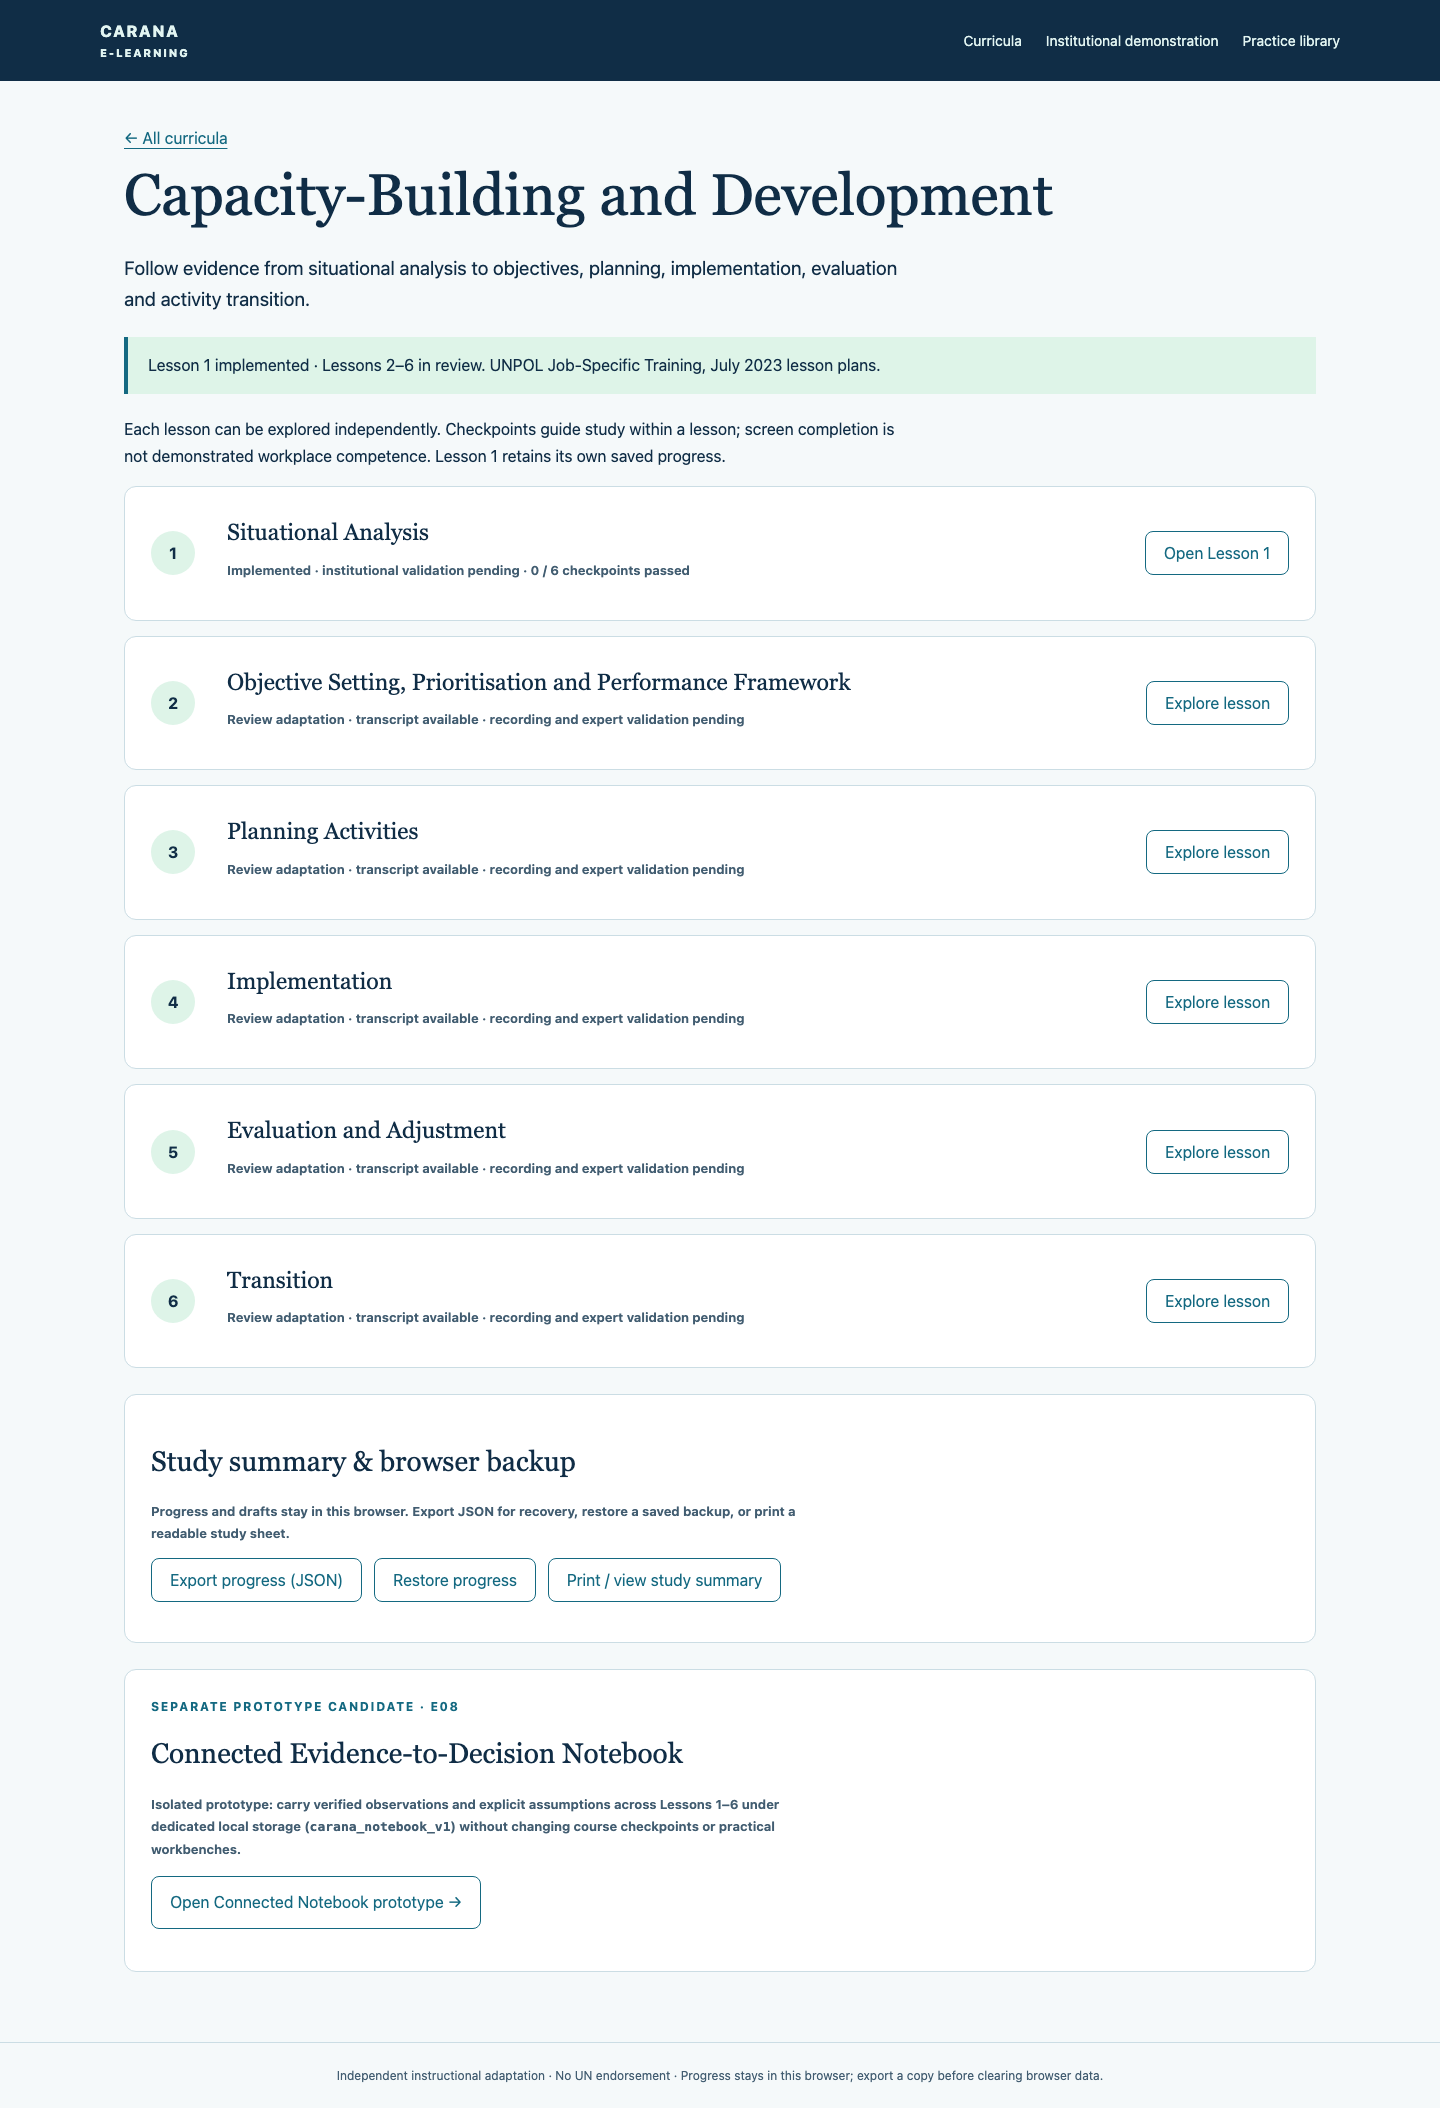 CARANA
E-LEARNING
Curricula
Institutional demonstration
Practice library
← All curricula
Capacity-Building and Development
Follow evidence from situational analysis to objectives, planning, implementation, evaluation
and activity transition.
Lesson 1 implemented · Lessons 2–6 in review. UNPOL Job-Specific Training, July 2023 lesson plans.
Each lesson can be explored independently. Checkpoints guide study within a lesson; screen completion is
not demonstrated workplace competence. Lesson 1 retains its own saved progress.
1
Situational Analysis
Implemented · institutional validation pending · 0 / 6 checkpoints passed
Open Lesson 1
2
Objective Setting, Prioritisation and Performance Framework
Review adaptation · transcript available · recording and expert validation pending
Explore lesson
3
Planning Activities
Review adaptation · transcript available · recording and expert validation pending
Explore lesson
4
Implementation
Review adaptation · transcript available · recording and expert validation pending
Explore lesson
5
Evaluation and Adjustment
Review adaptation · transcript available · recording and expert validation pending
Explore lesson
6
Transition
Review adaptation · transcript available · recording and expert validation pending
Explore lesson
Study summary & browser backup
Progress and drafts stay in this browser. Export JSON for recovery, restore a saved backup, or print a
readable study sheet.
Export progress (JSON)
Restore progress
Print / view study summary
SEPARATE PROTOTYPE CANDIDATE · E08
Connected Evidence-to-Decision Notebook
Isolated prototype: carry verified observations and explicit assumptions across Lessons 1–6 under
dedicated local storage (carana_notebook_v1) without changing course checkpoints or practical
workbenches.
Open Connected Notebook prototype →
Independent instructional adaptation · No UN endorsement · Progress stays in this browser; export a copy before clearing browser data.